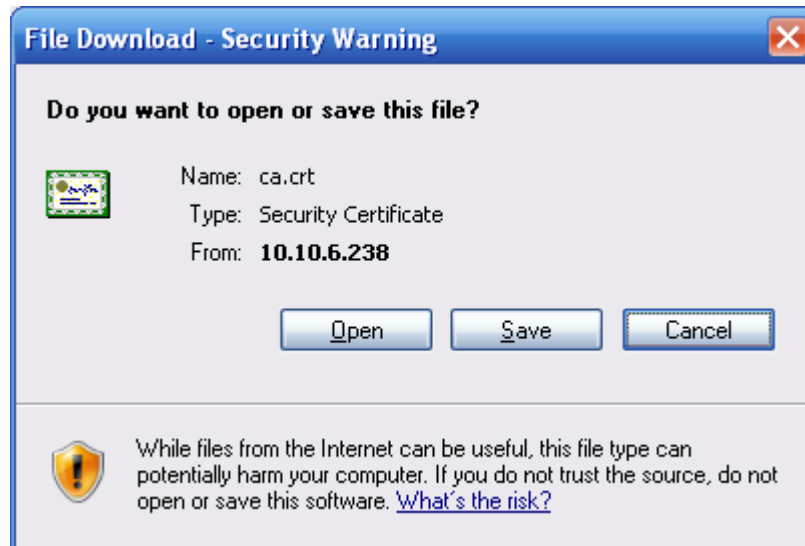 File Download - Security Warning
Do you want to open or save this file?
Name: ca.crt
Type: Security Certificate
From: 10.10.6.238
Open Save Cancel
While files from the Internet can be useful, this file type can
potentially harm your computer. If you do not trust the source, do not
open or save this software. What's the risk?